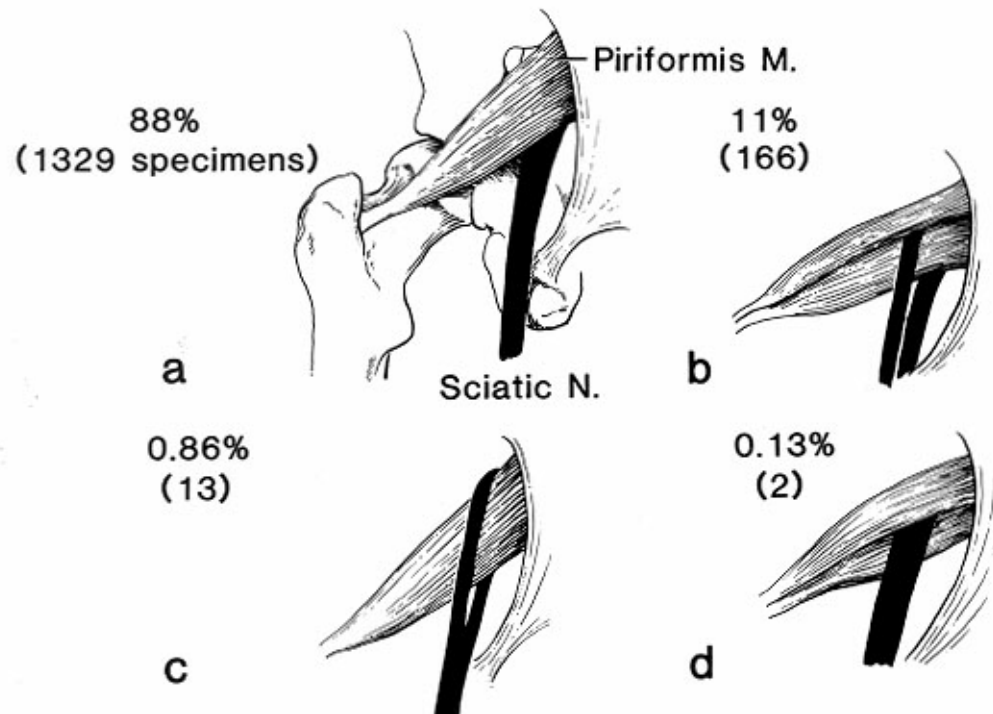 Piriformis M.
88%
(1329 specimens)
11%
(166)
a
b
Sciatic N.
0.86%
(13)
0.13%
(2)
c
d